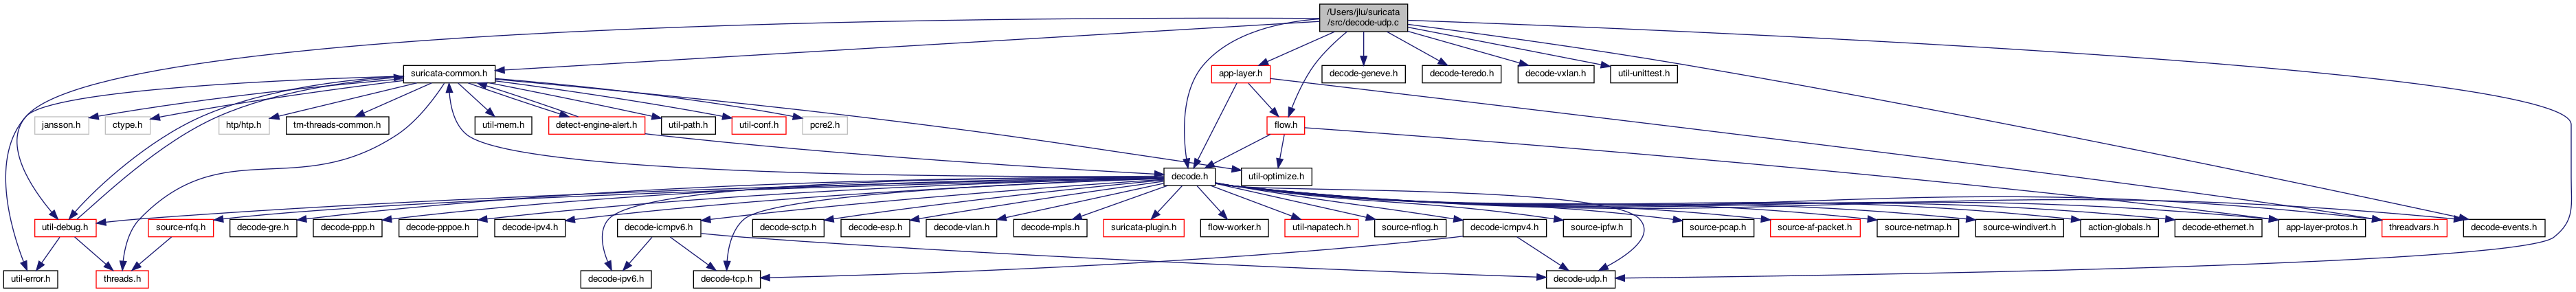 /Users/jlu/suricata
/src/decode-udp.c
suricata-common.h
app-layer.h
decode-geneve.h
decode-teredo.h
decode-vxlan.h
util-unittest.h
jansson.h
ctype.h
htp/htp.h
tm-threads-common.h
util-mem.h
detect-engine-alert.h
util-path.h
util-conf.h
pcre2.h
flow.h
decode.h
util-optimize.h
util-debug.h
source-nfq.h
decode-gre.h
decode-ppp.h
decode-pppoe.h
decode-ipv4.h
decode-icmpv6.h
decode-sctp.h
decode-esp.h
decode-vlan.h
decode-mpls.h
suricata-plugin.h
flow-worker.h
util-napatech.h
source-nflog.h
decode-icmpv4.h
source-ipfw.h
source-pcap.h
source-af-packet.h
source-netmap.h
source-windivert.h
action-globals.h
decode-ethernet.h
app-layer-protos.h
threadvars.h
decode-events.h
util-error.h
threads.h
decode-ipv6.h
decode-tcp.h
decode-udp.h